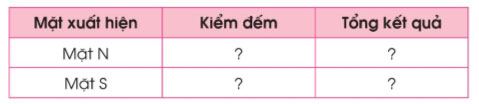 Mặt xuất hiện Kiểm đếm Tổng kết quả
Mặt N ? ?
Mặt S ? ?